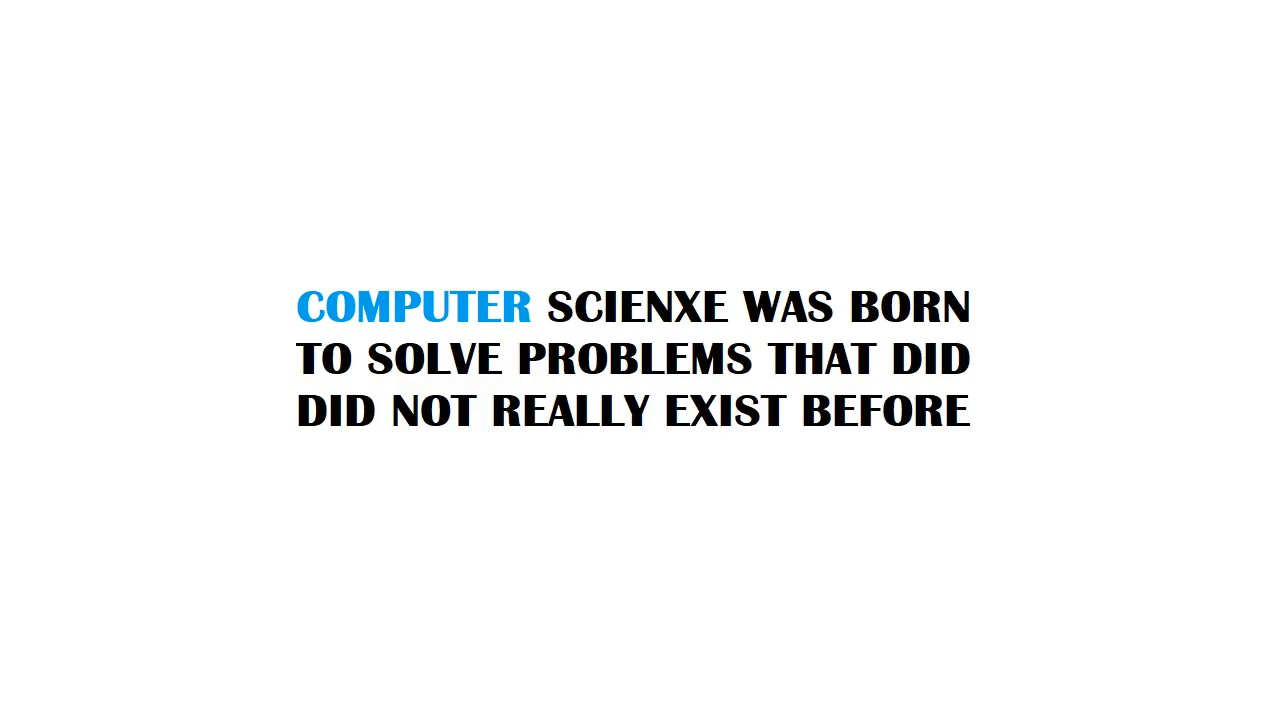 COMPUTER SCIENXE WAS BORN
TO SOLVE PROBLEMS THAT DID
DID NOT REALLY EXIST BEFORE